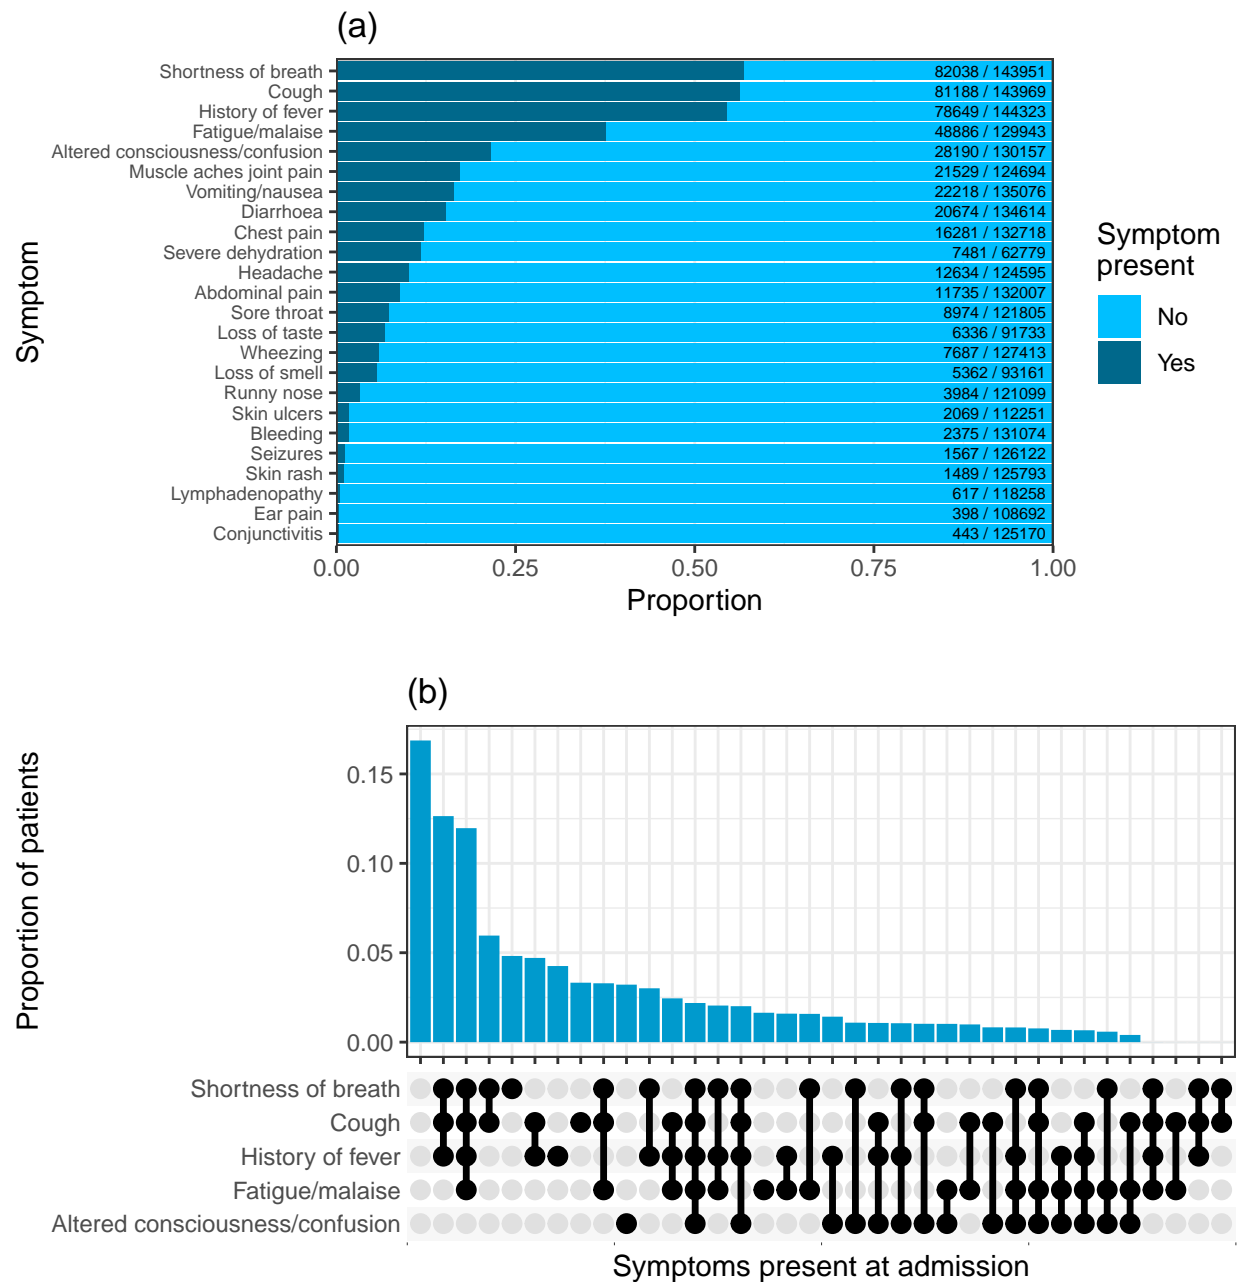 (a)
Shortness of breath 82038 / 143951
Cough 81188 / 143969
History of fever 78649 / 144323
Fatigue/malaise 48886 / 129943
Altered consciousness/confusion 28190 / 130157
Muscle aches joint pain 21529 / 124694
Vomiting/nausea 22218 / 135076
Diarrhoea 20674 / 134614
Chest pain 16281 / 132718
Severe dehydration 7481 / 62779
Headache 12634 / 124595
Abdominal pain 11735 / 132007
Sore throat 8974 / 121805
Loss of taste 6336 / 91733
Wheezing 7687 / 127413
Loss of smell 5362 / 93161
Runny nose 3984 / 121099
Skin ulcers 2069 / 112251
Bleeding 2375 / 131074
Seizures 1567 / 126122
Skin rash 1489 / 125793
Lymphadenopathy 617 / 118258
Ear pain 398 / 108692
Conjunctivitis 443 / 125170
0.00 0.25 0.50 0.75 1.00
Proportion
Symptom
Symptom
present
No
Yes
(b)
Proportion of patients
0.15
0.10
0.05
0.00
Shortness of breath
Cough
History of fever
Fatigue/malaise
Altered consciousness/confusion
Symptoms present at admission